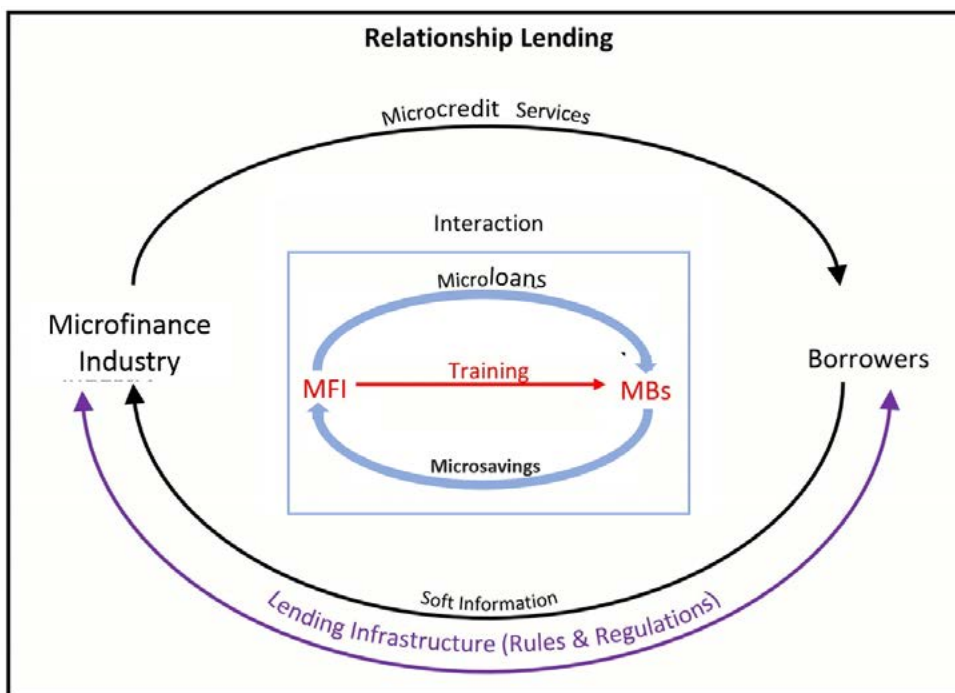 Relationship Lending
Microcredit Services
Interaction
Microloans
Microfinance
Industry
Training
MFI
MBs
Borrowers
Microsavings
Soft Information
Lending Infrastructure (Rules & Regulations)